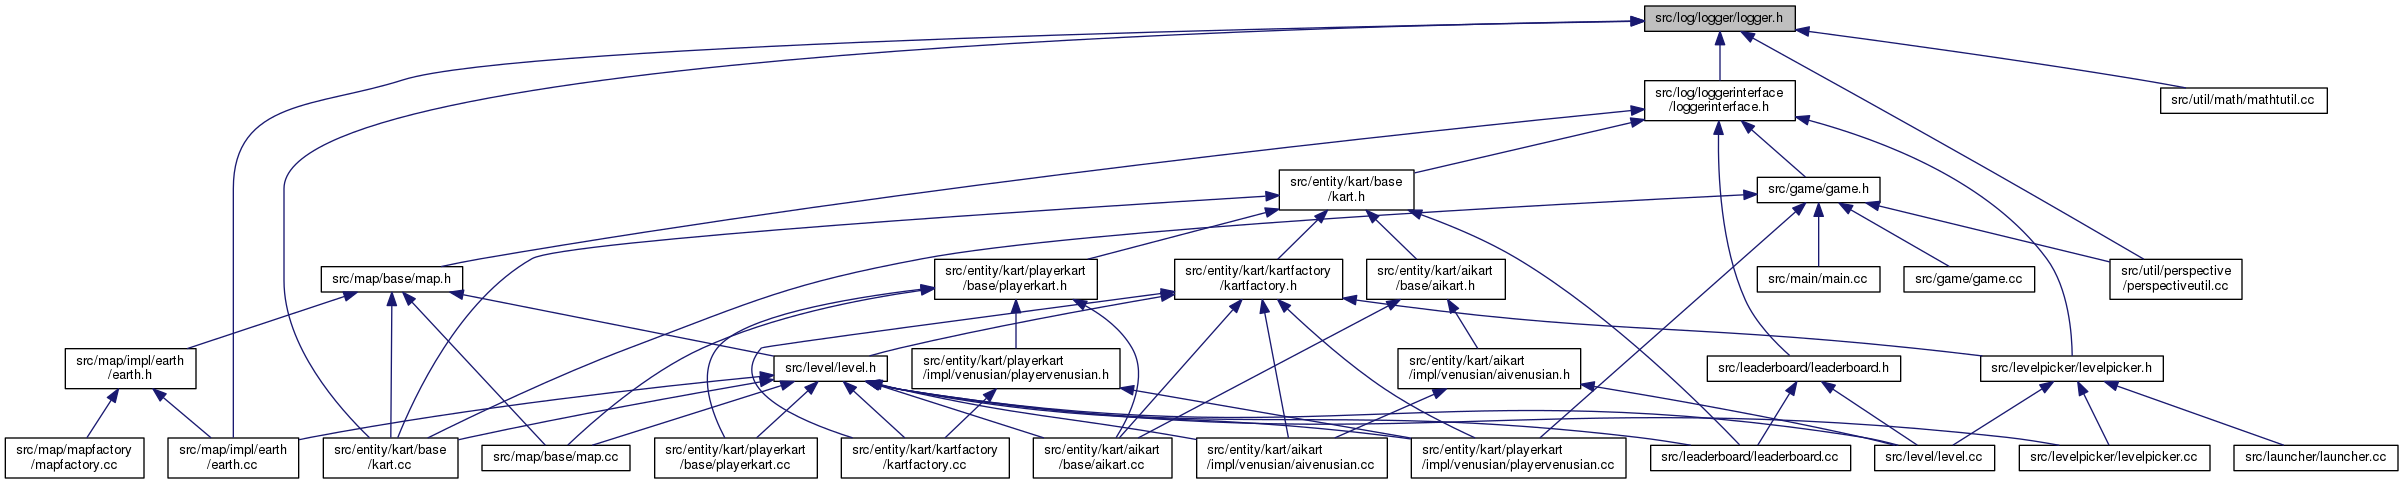 src/log/logger/logger.h
src/log/loggerinterface
/loggerinterface.h
src/util/math/mathtutil.cc
src/entity/kart/base
/kart.h
src/game/game.h
src/map/base/map.h
src/entity/kart/playerkart
/base/playerkart.h
src/entity/kart/kartfactory
/kartfactory.h
src/entity/kart/aikart
/base/aikart.h
src/main/main.cc
src/game/game.cc
src/util/perspective
/perspectiveutil.cc
src/map/impl/earth
/earth.h
src/level/level.h
src/entity/kart/playerkart
/impl/venusian/playervenusian.h
src/entity/kart/aikart
/impl/venusian/aivenusian.h
src/leaderboard/leaderboard.h
src/levelpicker/levelpicker.h
src/map/mapfactory
/mapfactory.cc
src/map/impl/earth
/earth.cc
src/entity/kart/base
/kart.cc
src/map/base/map.cc
src/entity/kart/playerkart
/base/playerkart.cc
src/entity/kart/kartfactory
/kartfactory.cc
src/entity/kart/aikart
/base/aikart.cc
src/entity/kart/aikart
/impl/venusian/aivenusian.cc
src/entity/kart/playerkart
/impl/venusian/playervenusian.cc
src/leaderboard/leaderboard.cc
src/level/level.cc
src/levelpicker/levelpicker.cc
src/launcher/launcher.cc